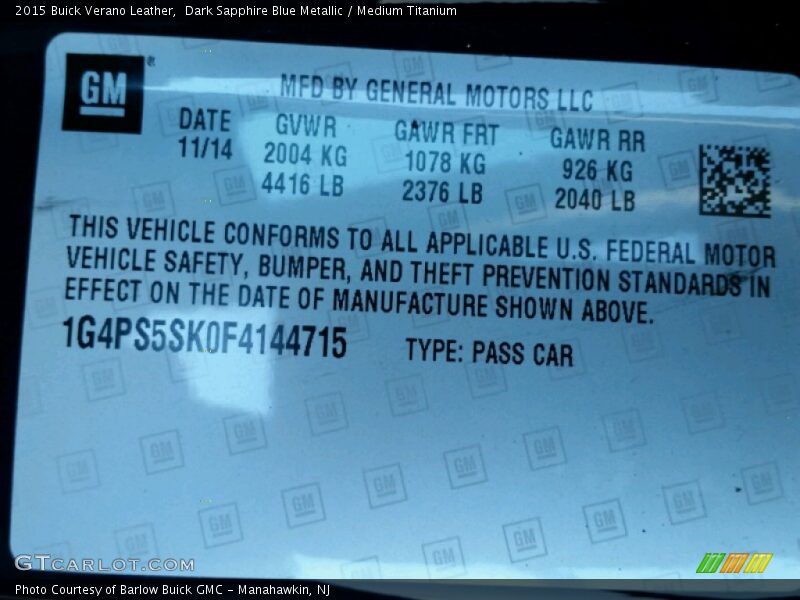 2015 Buick Verano Leather,  Dark Sapphire Blue Metallic / Medium Titanium
GM®
MFD BY GENERAL MOTORS LLC
DATE GVWR GAWR FRT GAWR RR
11/14 2004 KG 1078 KG 926 KG
4416 LB 2376 LB 2040 LB
THIS VEHICLE CONFORMS TO ALL APPLICABLE U.S. FEDERAL MOTOR
VEHICLE SAFETY, BUMPER, AND THEFT PREVENTION STANDARDS IN
EFFECT ON THE DATE OF MANUFACTURE SHOWN ABOVE.
1G4PS5SK0F4144715 TYPE: PASS CAR
GTcarlot.com
Photo Courtesy of Barlow Buick GMC – Manahawkin, NJ